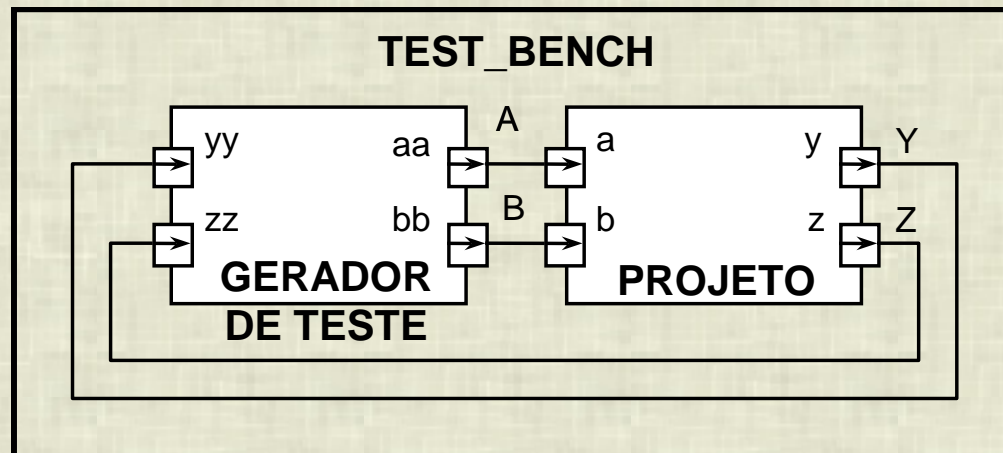 TEST_BENCH
A
yy aa a y Y
B
zz bb b z Z
GERADOR PROJETO
DE TESTE